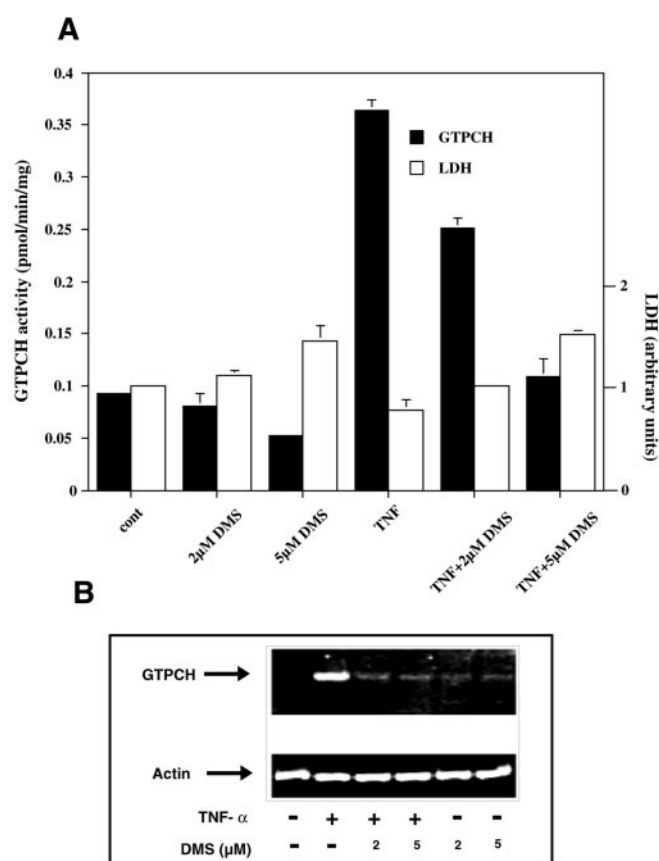 A
0.4
0.35
0.3
0.25
0.2
0.15
0.1
0.05
0
GTPCH activity (pmol/min/mg)
GTPCH
LDH
2
1
0
LDH (arbitrary units)
cont
2µM DMS
5µM DMS
TNF
TNF+2µM DMS
TNF+5µM DMS
B
GTPCH
Actin
TNF- α - + + + - -
DMS (µM) - - 2 5 2 5